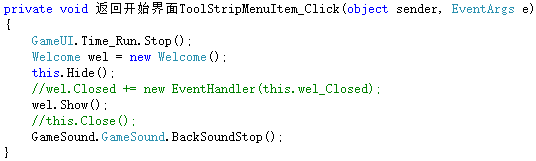 private void 返回开始界面ToolStripMenuItem_Click(object sender, EventArgs e)
{
    GameUI.Time_Run.Stop();
    Welcome wel = new Welcome();
    this.Hide();
    //wel.Closed += new EventHandler(this.wel_Closed);
    wel.Show();
    //this.Close();
    GameSound.GameSound.BackSoundStop();
}